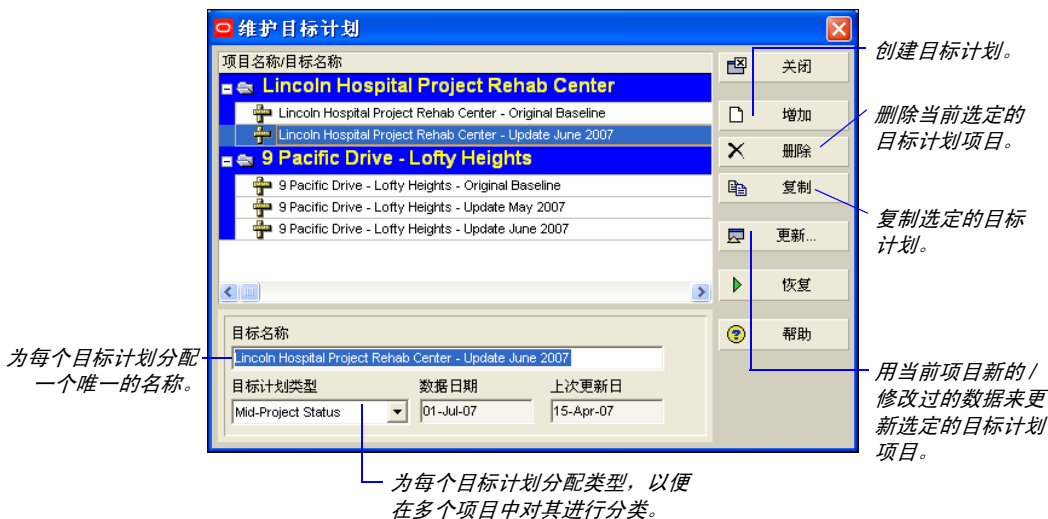 维护目标计划
项目名称/目标名称
Lincoln Hospital Project Rehab Center
Lincoln Hospital Project Rehab Center - Original Baseline
Lincoln Hospital Project Rehab Center - Update June 2007
9 Pacific Drive - Lofty Heights
9 Pacific Drive - Lofty Heights - Original Baseline
9 Pacific Drive - Lofty Heights - Update May 2007
9 Pacific Drive - Lofty Heights - Update June 2007
关闭
增加
删除
复制
更新...
恢复
帮助
目标名称
Lincoln Hospital Project Rehab Center - Update June 2007
目标计划类型
数据日期
上次更新日
Mid-Project Status
01-Jul-07
15-Apr-07
创建目标计划。
删除当前选定的
目标计划项目。
复制选定的目标
计划。
用当前项目新的/
修改过的数据来更
新选定的目标计划
项目。
为每个目标计划分配
一个唯一的名称。
为每个目标计划分配类型，以便
在多个项目中对其进行分类。